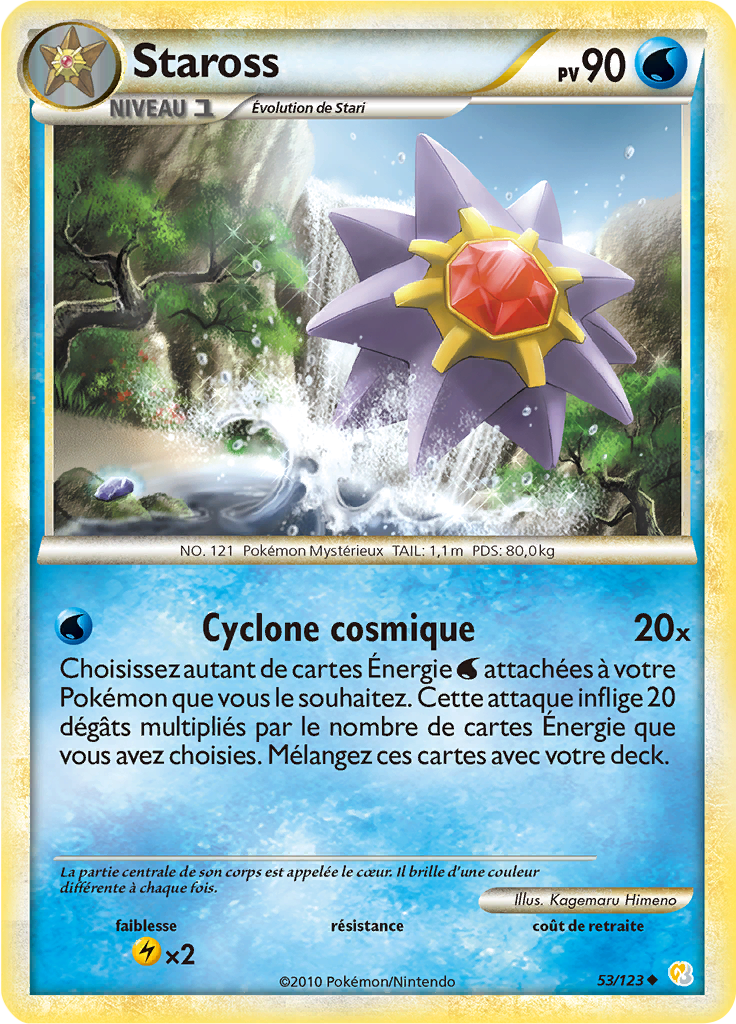 Staross
PV 90
NIVEAU 1
Évolution de Stari
NO. 121 Pokémon Mystérieux TAIL: 1,1m PDS: 80,0kg
Cyclone cosmique 20x
Choisissez autant de cartes Énergie attachées à votre
Pokémon que vous le souhaitez. Cette attaque inflige 20
dégâts multipliés par le nombre de cartes Énergie que
vous avez choisies. Mélangez ces cartes avec votre deck.
La partie centrale de son corps est appelée le cœur. Il brille d'une couleur
différente à chaque fois.
Illus. Kagemaru Himeno
faiblesse résistance coût de retraite
x2
©2010 Pokémon/Nintendo 53/123